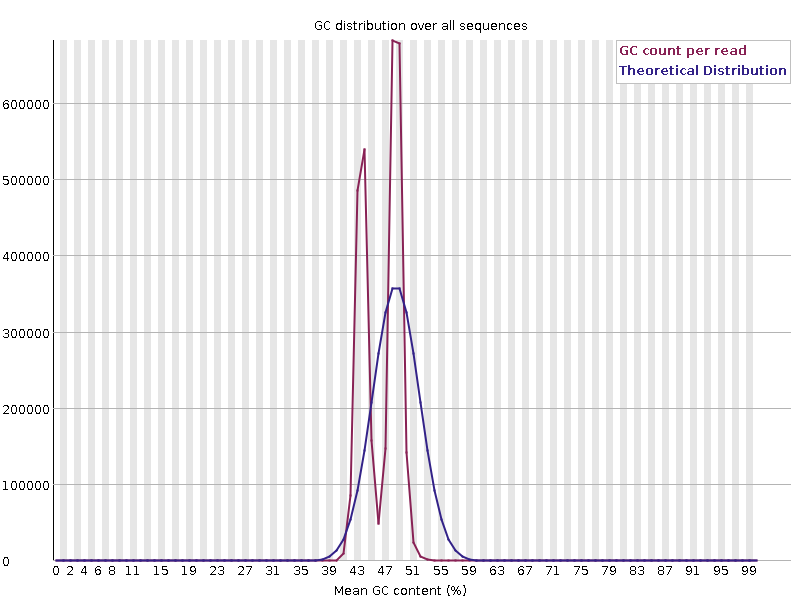 GC distribution over all sequences
GC count per read
Theoretical Distribution
600000
500000
400000
300000
200000
100000
0
0 2 4 6 8 11 15 19 23 27 31 35 39 43 47 51 55 59 63 67 71 75 79 83 87 91 95 99
Mean GC content (%)